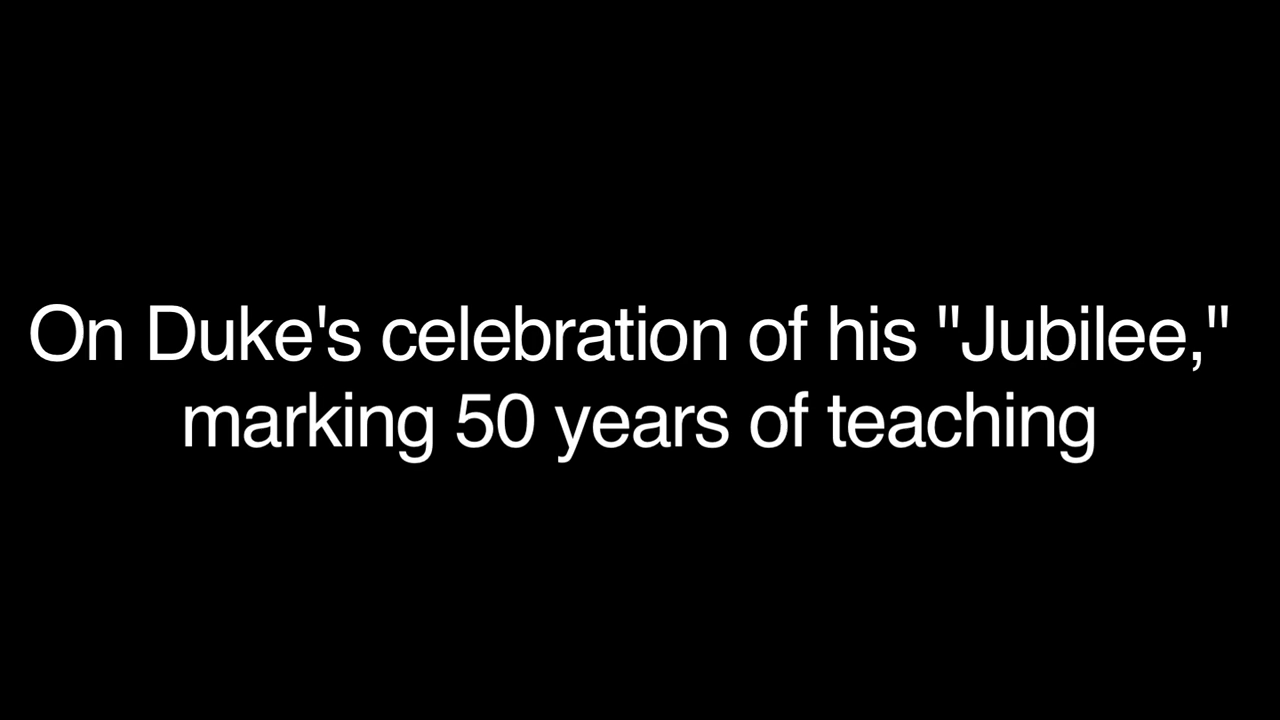 On Duke's celebration of his "Jubilee,"
marking 50 years of teaching